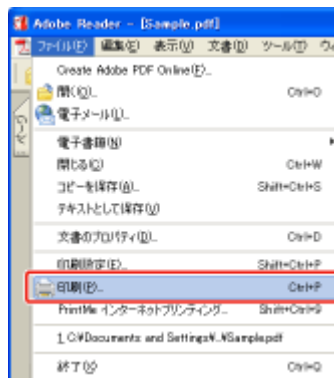 Adobe Reader - [Sample.pdf]
ファイル(F) 編集(E) 表示(V) 文書(D) ツール(T) ウ
Create Adobe PDF Online(F)...
開く(O)... Ctrl+O
電子メール(L)...
電子書籍(N)
閉じる(C) Ctrl+W
コピーを保存(A)... Shift+Ctrl+S
テキストとして保存(V)
文書のプロパティ(D)... Ctrl+D
印刷設定(E)... Shift+Ctrl+P
印刷(P)... Ctrl+P
PrintMe インターネットプリンティング... Shift+Ctrl+9
1 C:¥Documents and Settings¥..¥Sample.pdf
終了(X) Ctrl+Q